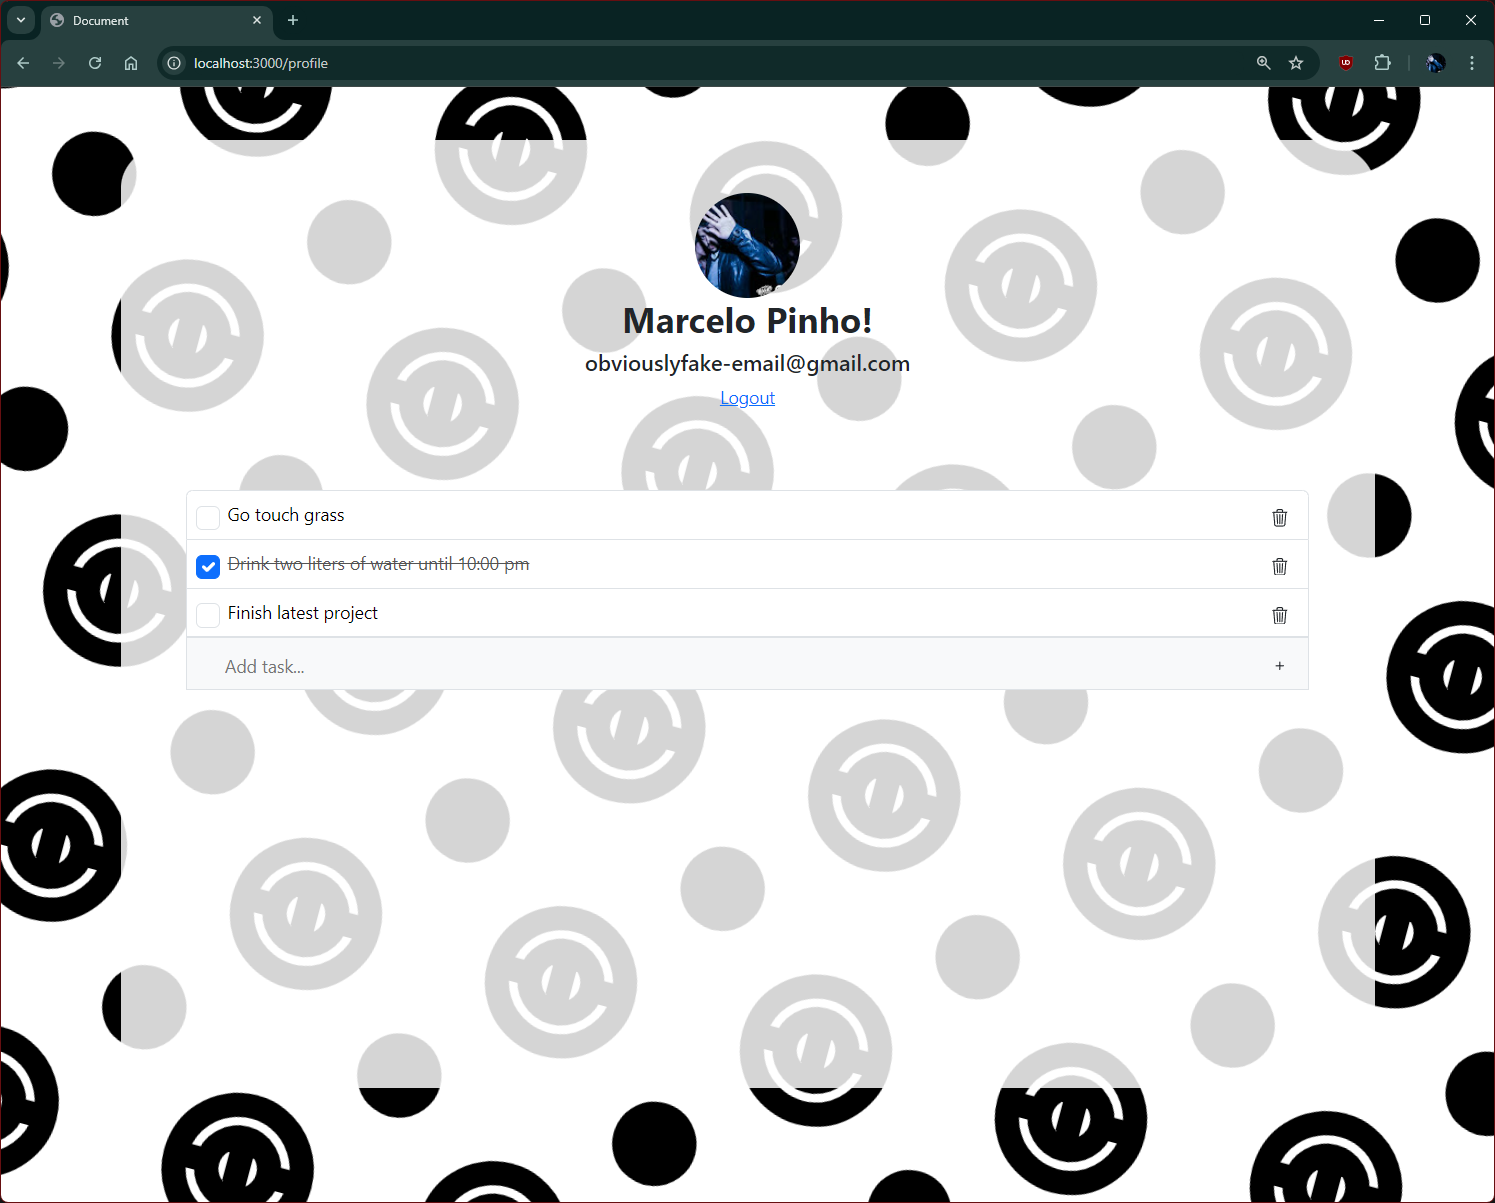 Document
localhost:3000/profile
Marcelo Pinho!
obviouslyfake-email@gmail.com
Logout
Go touch grass
Drink two liters of water until 10:00 pm
Finish latest project
Add task...
+